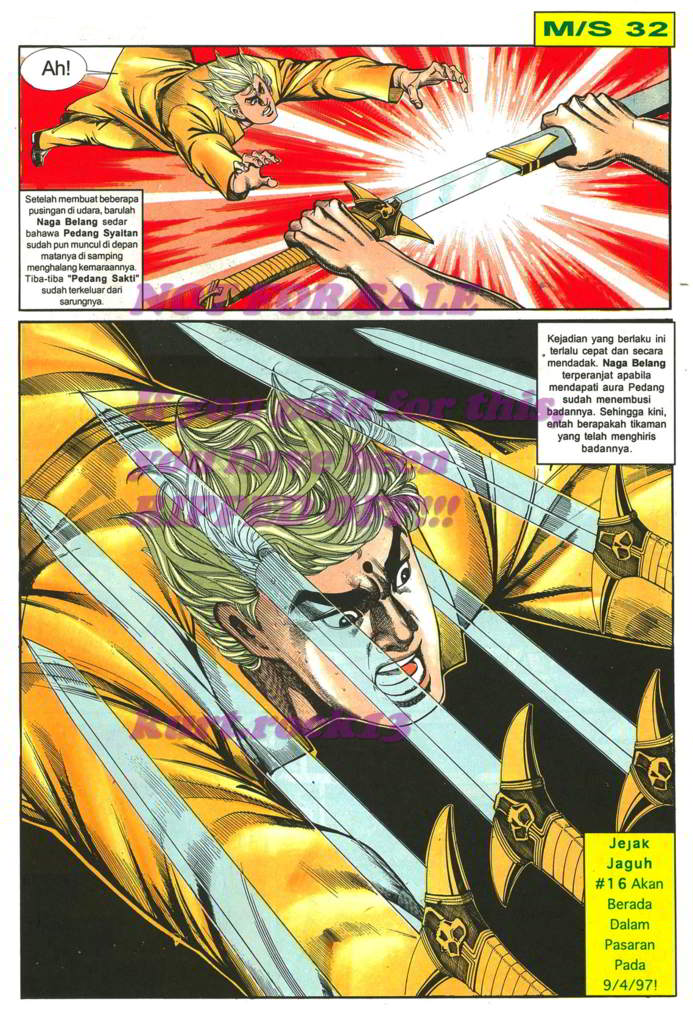 M/S 32
Ah!
Setelah membuat beberapa
pusingan di udara, barulah
Naga Belang sedar
bahawa Pedang Syaitan
sudah pun muncul di depan
matanya di samping
menghalang kemaraannya.
Tiba-tiba "Pedang Sakti"
sudah terkeluar dari
sarungnya.
NOT FOR SALE
Kejadian yang berlaku ini
terlalu cepat dan secara
mendadak. Naga Belang
terperanjat apabila
mendapati aura Pedang
sudah menembusi
badannya. Sehingga kini,
entah berapakah tikaman
yang telah menghiris
badannya.
If you paid for this,
you have been
RIPPED OFF!!!
kurt.rock13
Jejak
Jaguh
#16 Akan
Berada
Dalam
Pasaran
Pada
9/4/97!